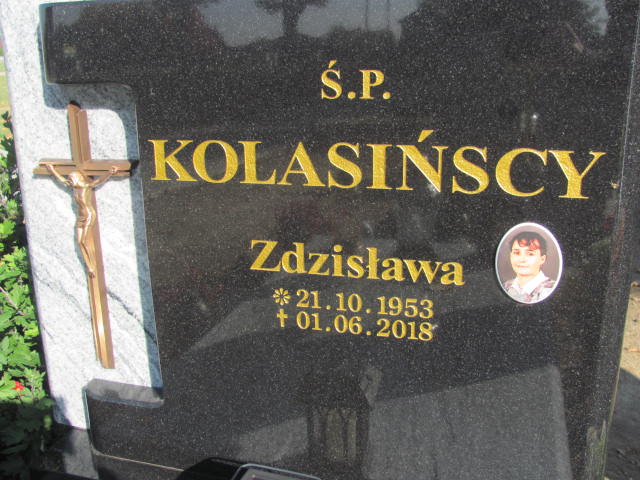 Ś.P.
KOLASIŃSCY
Zdzisława
✻ 21.10.1953
✝ 01.06.2018